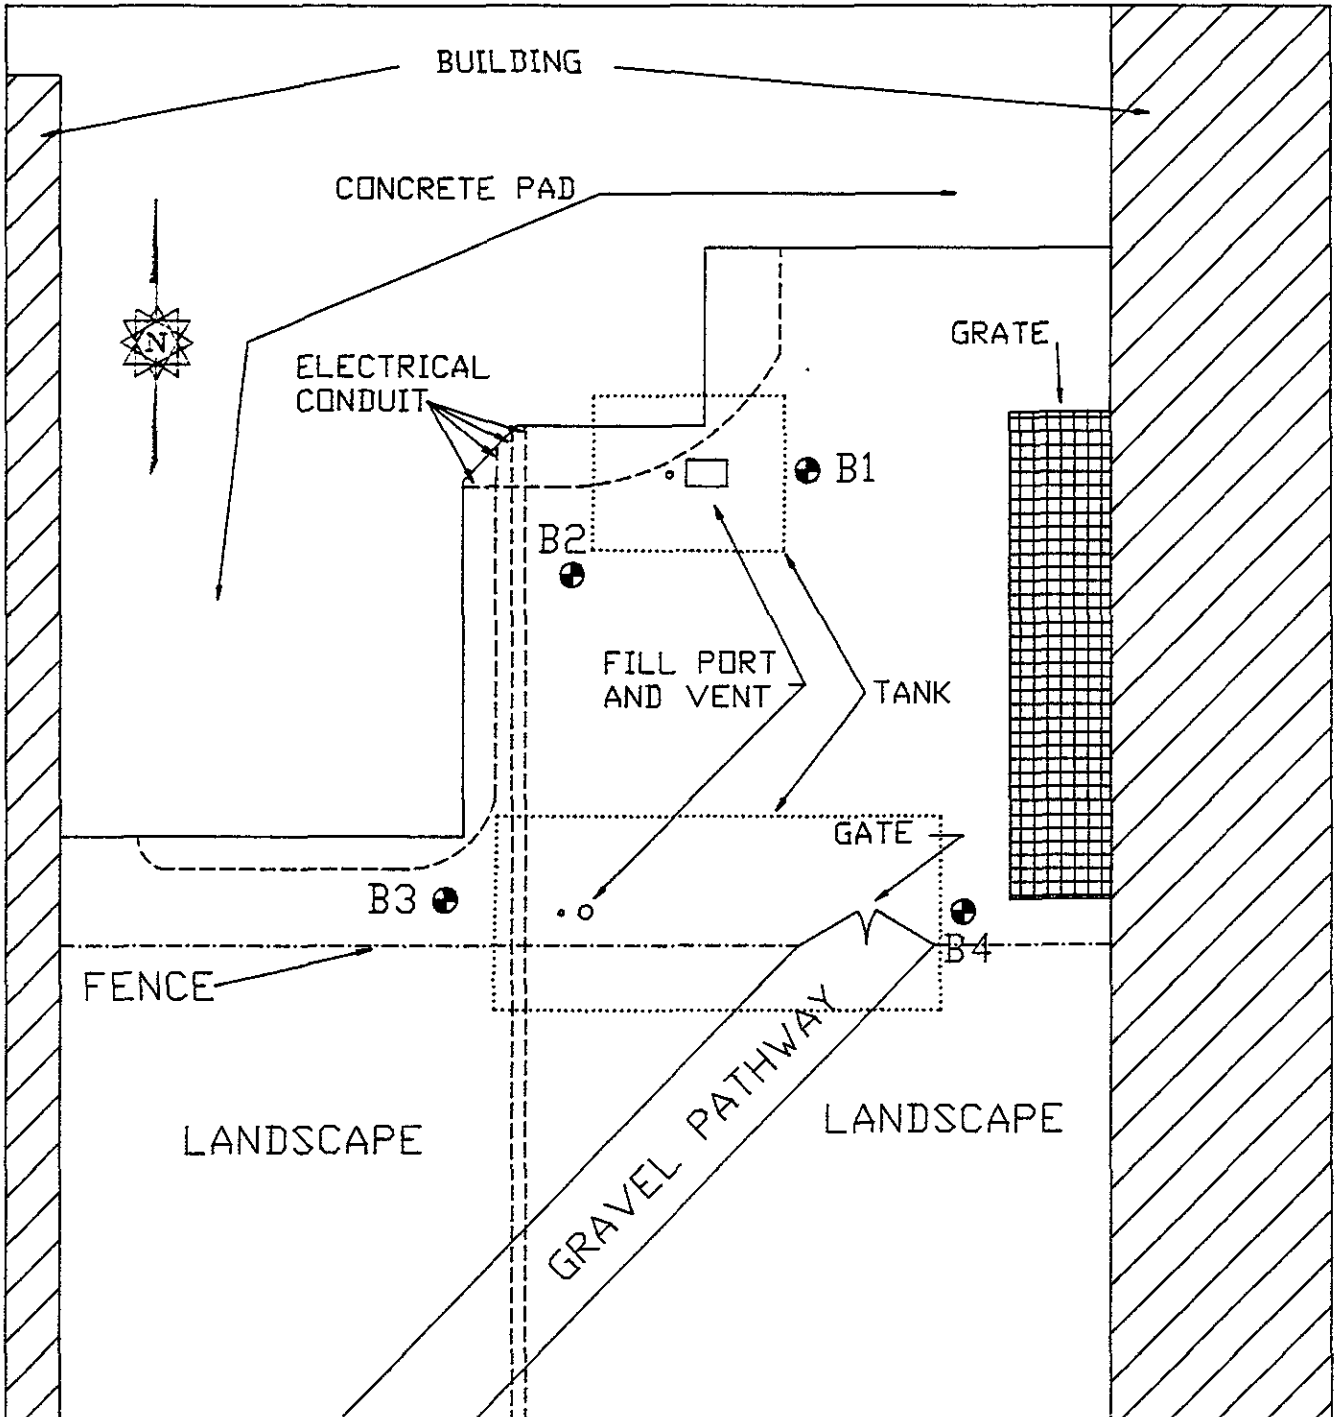 BUILDING
CONCRETE PAD
N
GRATE
ELECTRICAL
CONDUIT
B1
B2
FILL PORT
AND VENT
TANK
GATE
B3
B4
FENCE
GRAVEL PATHWAY
LANDSCAPE
LANDSCAPE